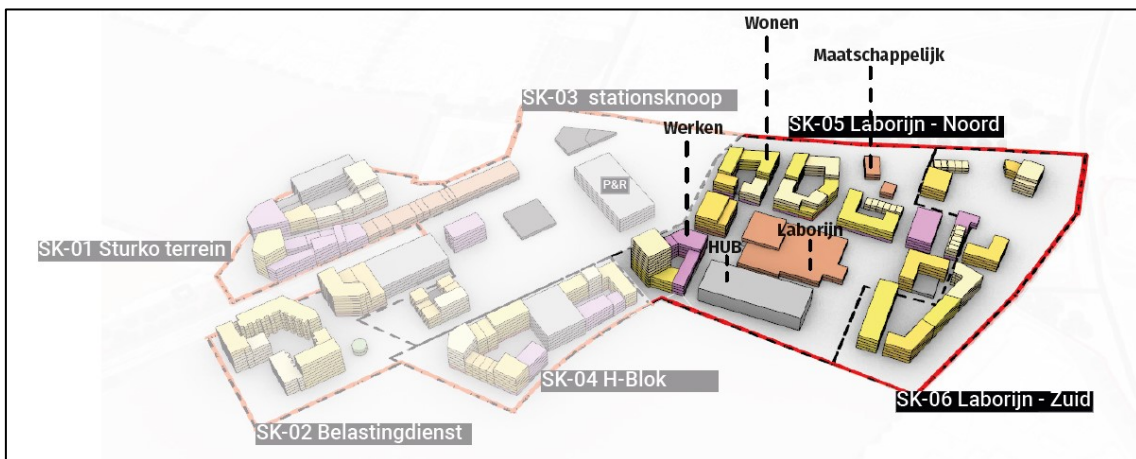 Wonen
Maatschappelijk
SK-03 stationsknoop
Werken
SK-05 Laborijn - Noord
P&R
SK-01 Sturko terrein
HUB
Laborijn
SK-04 H-Blok
SK-06 Laborijn - Zuid
SK-02 Belastingdienst